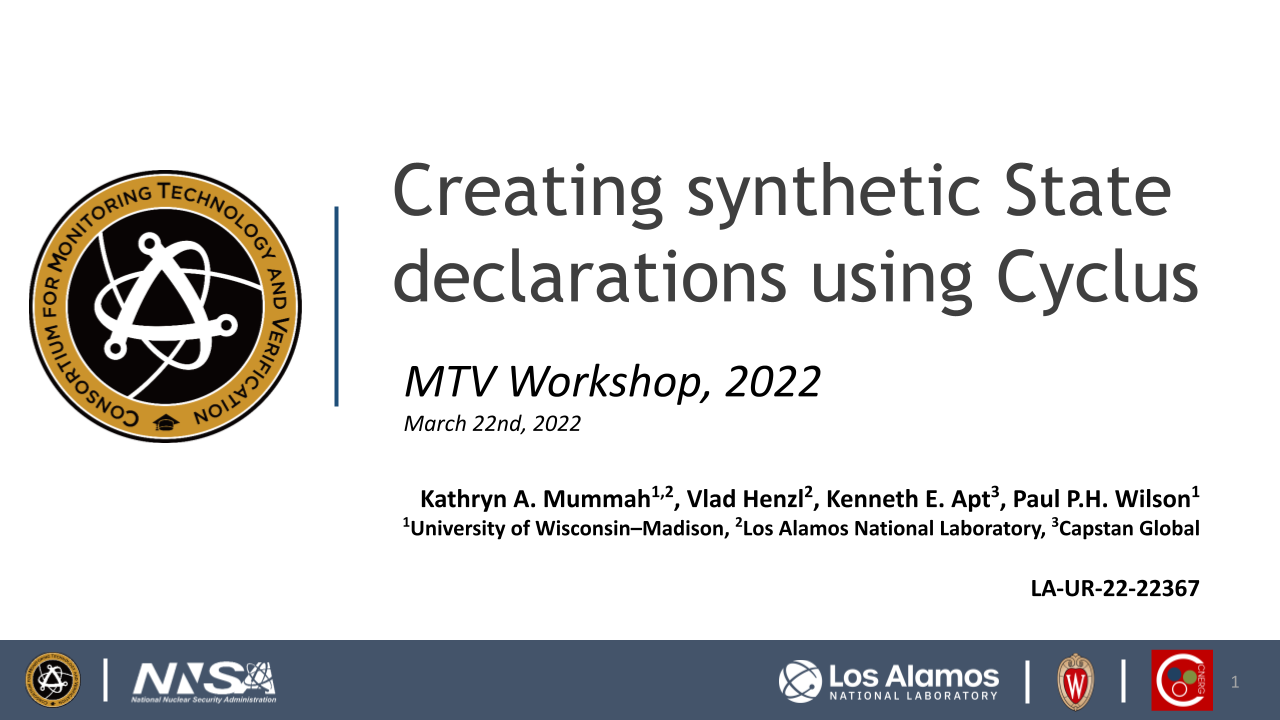 Creating synthetic State
declarations using Cyclus
CONSORTIUM FOR MONITORING TECHNOLOGY AND VERIFICATION
MTV Workshop, 2022
March 22nd, 2022
Kathryn A. Mummah1,2, Vlad Henzl2, Kenneth E. Apt3, Paul P.H. Wilson1
1University of Wisconsin–Madison, 2Los Alamos National Laboratory, 3Capstan Global
LA-UR-22-22367
NNSA
National Nuclear Security Administration
Los Alamos
NATIONAL LABORATORY
W
CNERG
1